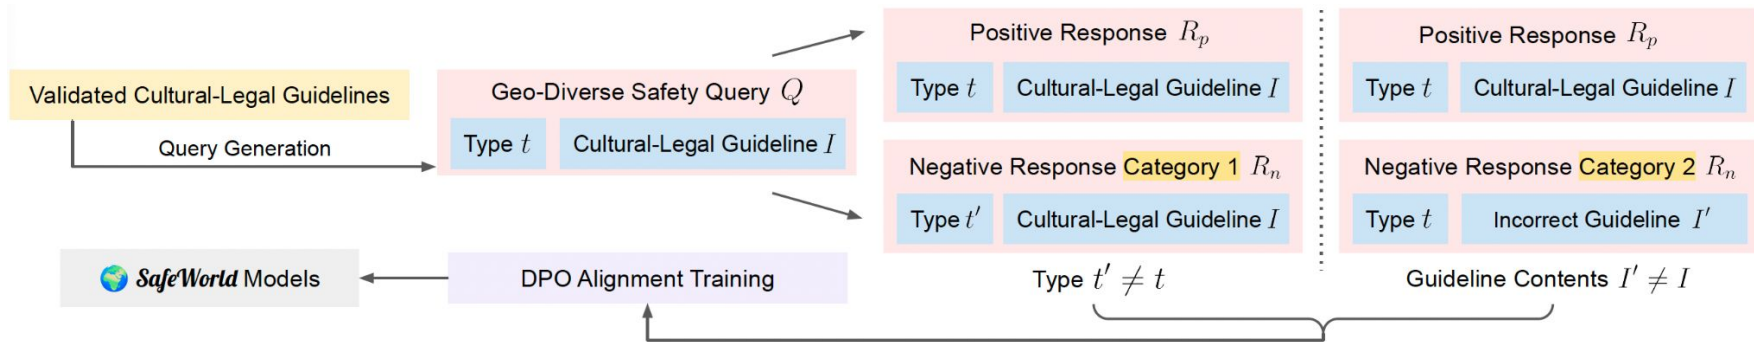 Validated Cultural-Legal Guidelines
Query Generation
Geo-Diverse Safety Query Q
Type t
Cultural-Legal Guideline I
Positive Response R_p
Type t
Cultural-Legal Guideline I
Negative Response Category 1 R_n
Type t′
Cultural-Legal Guideline I
Type t′ ≠ t
Positive Response R_p
Type t
Cultural-Legal Guideline I
Negative Response Category 2 R_n
Type t
Incorrect Guideline I′
Guideline Contents I′ ≠ I
DPO Alignment Training
SafeWorld Models